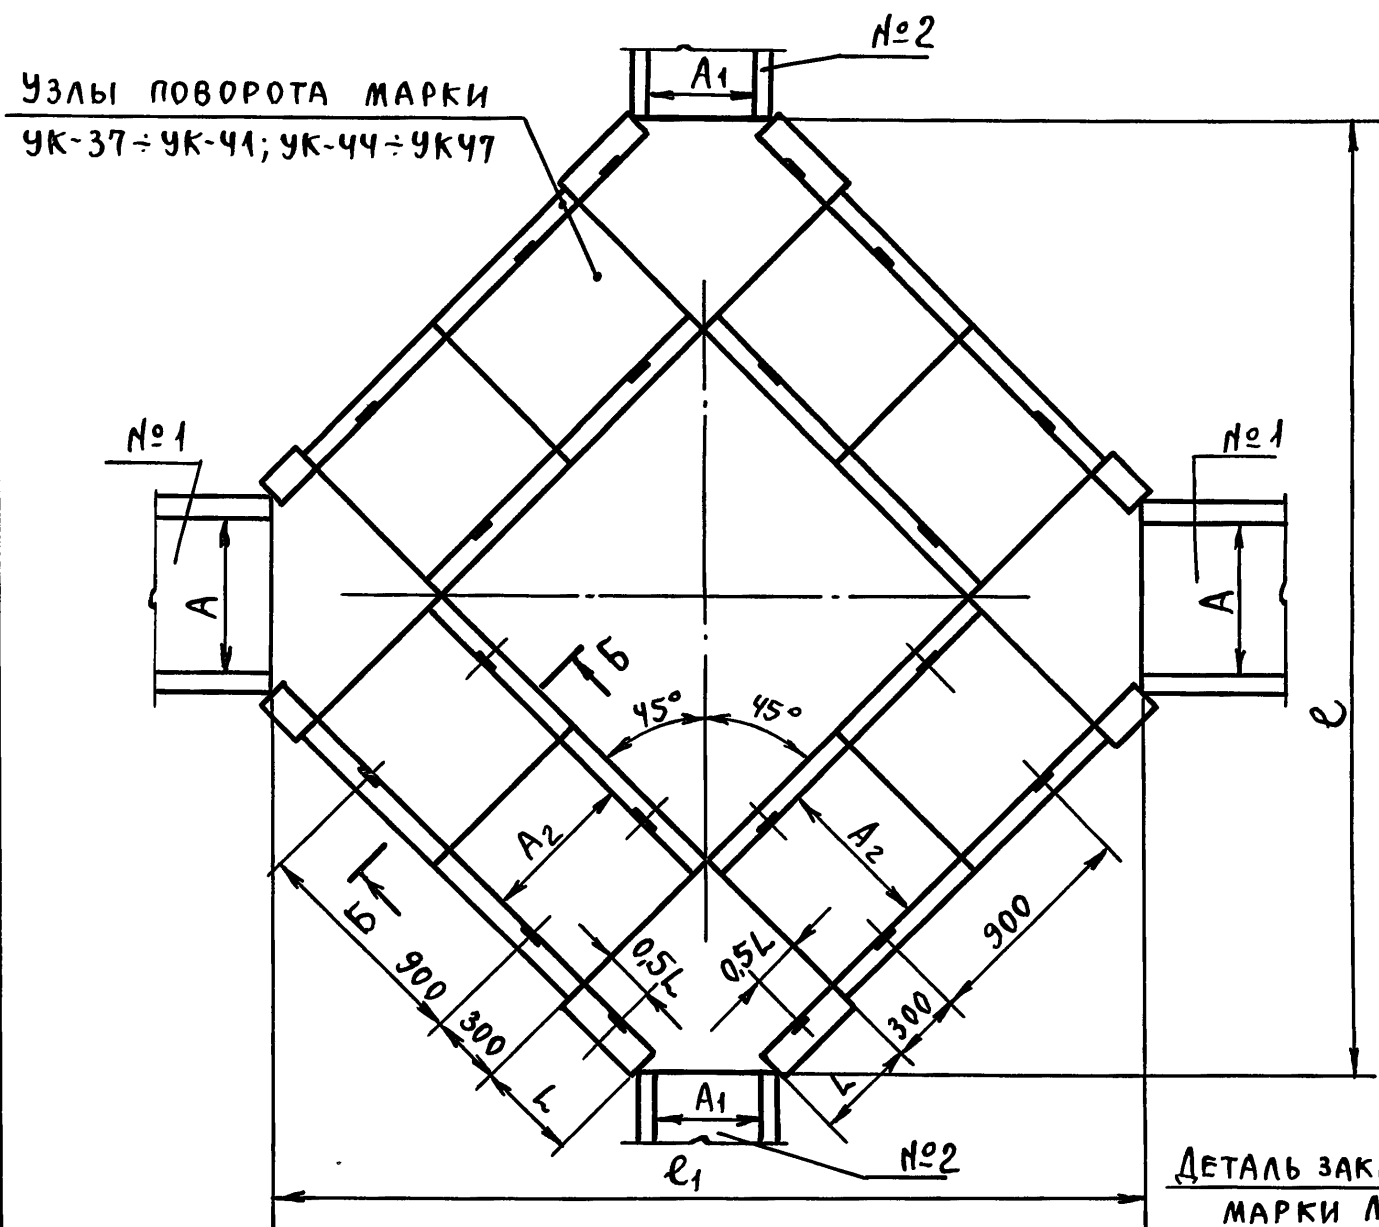 №2
A1
УЗЛЫ ПОВОРОТА МАРКИ
УК-37÷УК-41; УК-44÷УК47
№1
№1
A
A
ℓ
Б
45° 45°
A2
A2
Б
0,5L
0,5L
900
900
300
300
L
L
A1
№2
ℓ1
ДЕТАЛЬ ЗАК
МАРКИ